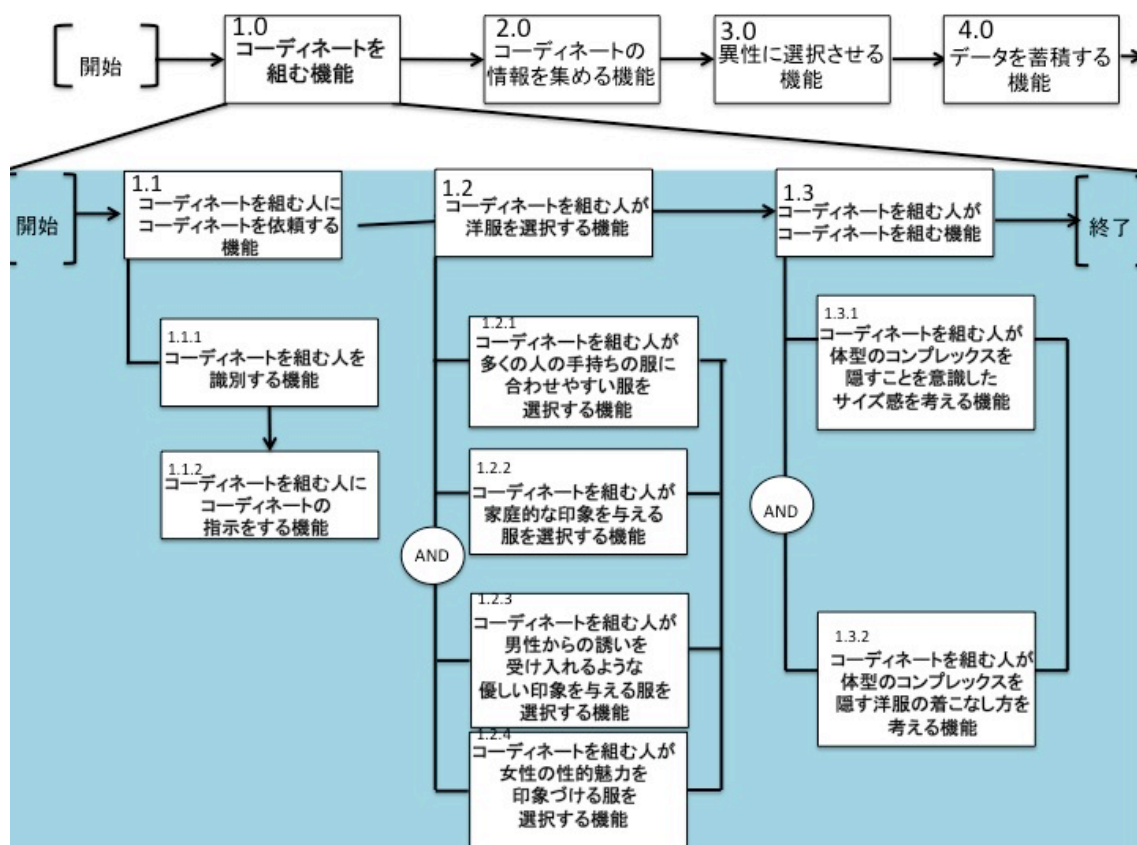 開始
1.0
コーディネートを
組む機能
2.0
コーディネートの
情報を集める機能
3.0
異性に選択させる
機能
4.0
データを蓄積する
機能
開始
1.1
コーディネートを組む人に
コーディネートを依頼する
機能
1.2
コーディネートを組む人が
洋服を選択する機能
1.3
コーディネートを組む人が
コーディネートを組む機能
終了
1.1.1
コーディネートを組む人を
識別する機能
1.1.2
コーディネートを組む人に
コーディネートの
指示をする機能
1.2.1
コーディネートを組む人が
多くの人の手持ちの服に
合わせやすい服を
選択する機能
1.2.2
コーディネートを組む人が
家庭的な印象を与える
服を選択する機能
AND
1.2.3
コーディネートを組む人が
男性からの誘いを
受け入れるような
優しい印象を与える服を
選択する機能
1.2.4
コーディネートを組む人が
女性の性的魅力を
印象づける服を
選択する機能
1.3.1
コーディネートを組む人が
体型のコンプレックスを
隠すことを意識した
サイズ感を考える機能
AND
1.3.2
コーディネートを組む人が
体型のコンプレックスを
隠す洋服の着こなし方を
考える機能